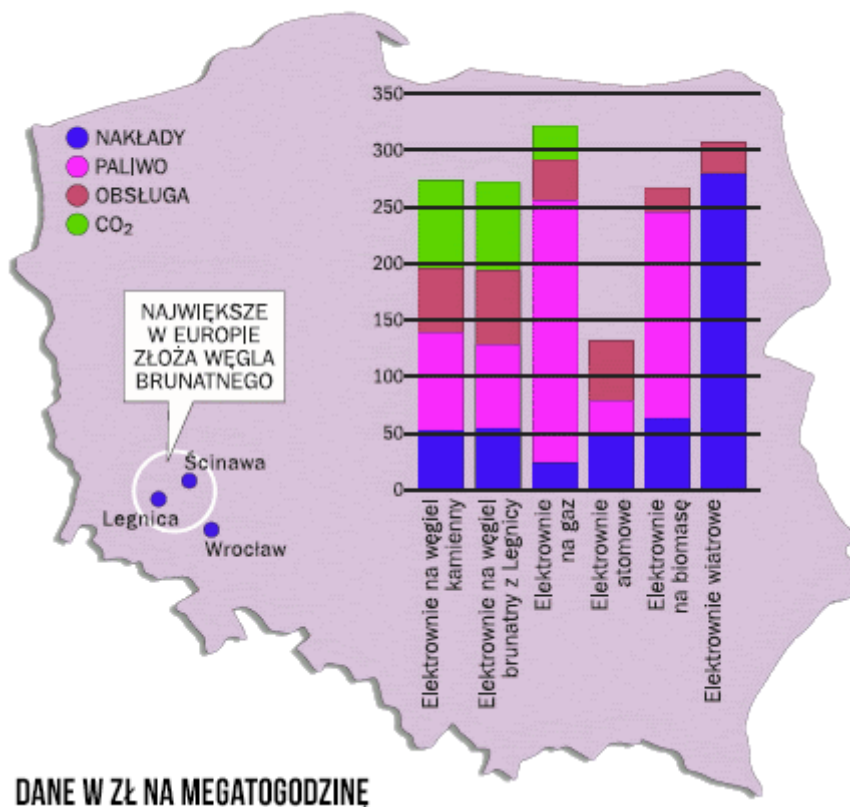 NAKŁADY
PALIWO
OBSŁUGA
CO₂
NAJWIĘKSZE
W EUROPIE
ZŁOŻA WĘGLA
BRUNATNEGO
Ścinawa
Legnica
Wrocław
350
300
250
200
150
100
50
0
Elektrownie na węgiel
kamienny
Elektrownie na węgiel
brunatny z Legnicy
Elektrownie
na gaz
Elektrownie
atomowe
Elektrownie
na biomasę
Elektrownie wiatrowe
DANE W ZŁ NA MEGATOGODZINĘ